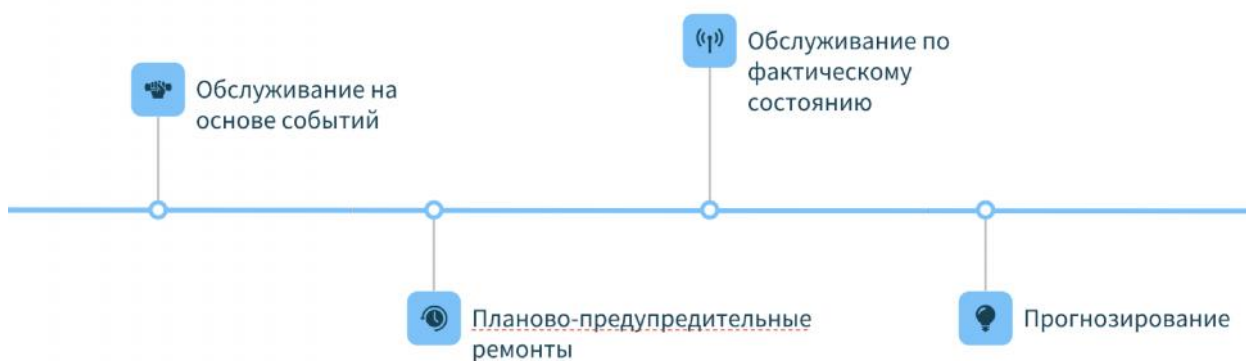 Обслуживание на
основе событий
Планово-предупредительные
ремонты
Обслуживание по
фактическому
состоянию
Прогнозирование